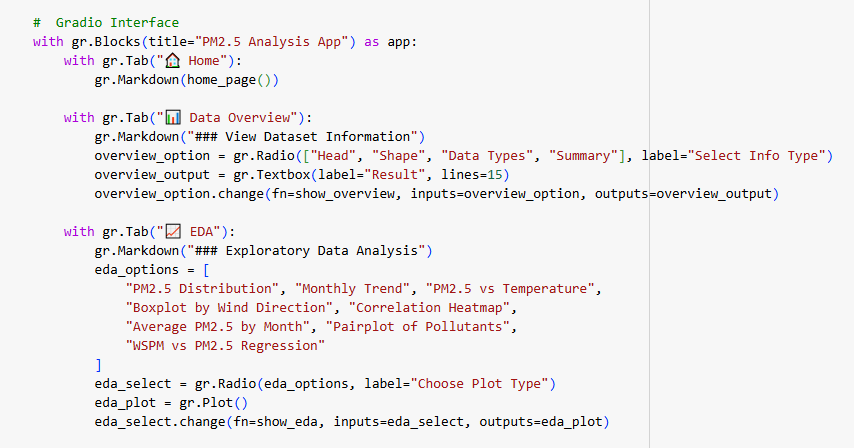 #  Gradio Interface
with gr.Blocks(title="PM2.5 Analysis App") as app:
    with gr.Tab("🏠 Home"):
        gr.Markdown(home_page())

    with gr.Tab("📊 Data Overview"):
        gr.Markdown("### View Dataset Information")
        overview_option = gr.Radio(["Head", "Shape", "Data Types", "Summary"], label="Select Info Type")
        overview_output = gr.Textbox(label="Result", lines=15)
        overview_option.change(fn=show_overview, inputs=overview_option, outputs=overview_output)

    with gr.Tab("📈 EDA"):
        gr.Markdown("### Exploratory Data Analysis")
        eda_options = [
            "PM2.5 Distribution", "Monthly Trend", "PM2.5 vs Temperature",
            "Boxplot by Wind Direction", "Correlation Heatmap",
            "Average PM2.5 by Month", "Pairplot of Pollutants",
            "WSPM vs PM2.5 Regression"
        ]
        eda_select = gr.Radio(eda_options, label="Choose Plot Type")
        eda_plot = gr.Plot()
        eda_select.change(fn=show_eda, inputs=eda_select, outputs=eda_plot)